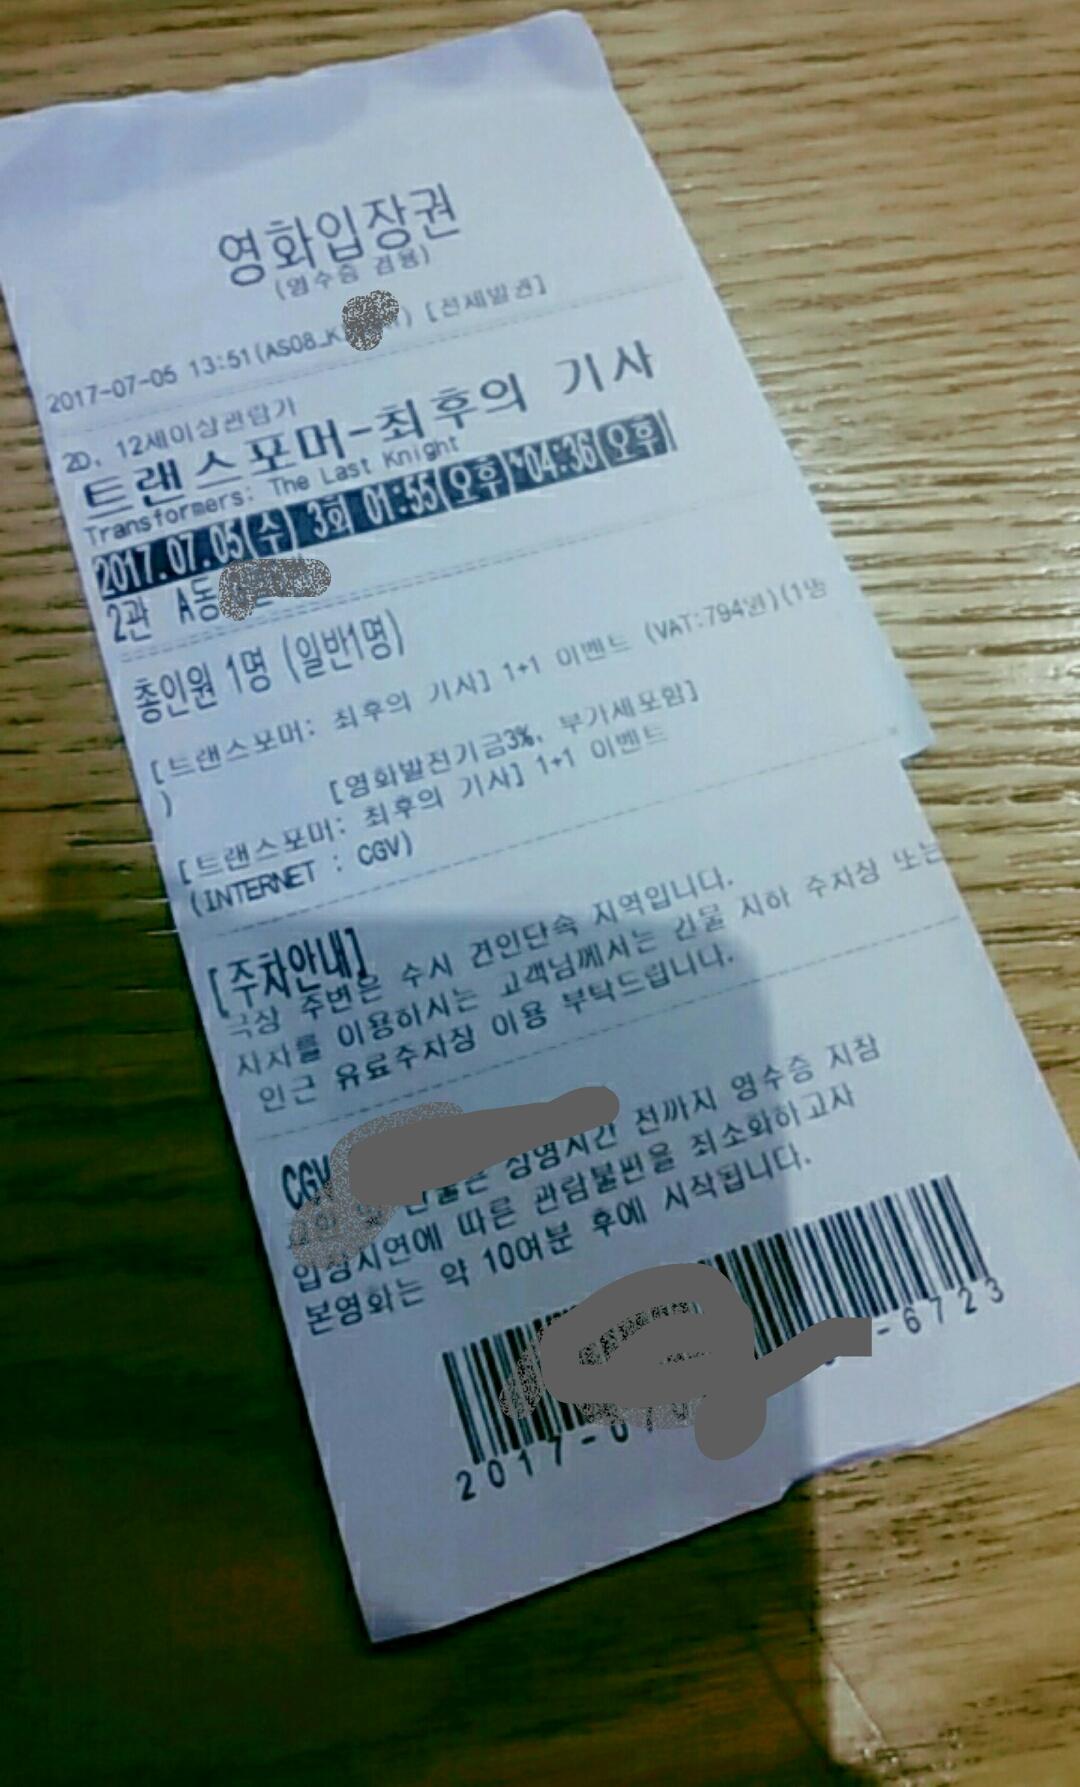 영화입장권
(영수증 겸용)
2017-07-05 13:51(AS08_K [전체발권]
2D, 12세이상관람가
트랜스포머-최후의 기사
Transformers: The Last Knight
2017.07.05(수) 3회 01:55(오후)~04:36(오후)
2관 A동
총인원 1명 (일반1명)
[트랜스포머: 최후의 기사] 1+1 이벤트 (VAT:794원)(1명
)
[영화발전기금3%, 부가세포함]
[트랜스포머: 최후의 기사] 1+1 이벤트
(INTERNET : CGV)
[주차안내]
극장 주변은 수시 견인단속 지역입니다.
자차를 이용하시는 고객님께서는 건물 지하 주차장 또는
인근 유료주차장 이용 부탁드립니다.
CGV
상영시간 전까지 영수증 지참
입장지연에 따른 관람불편을 최소화하고자
본영화는 약 10여분 후에 시작됩니다.
2017-0 -6723